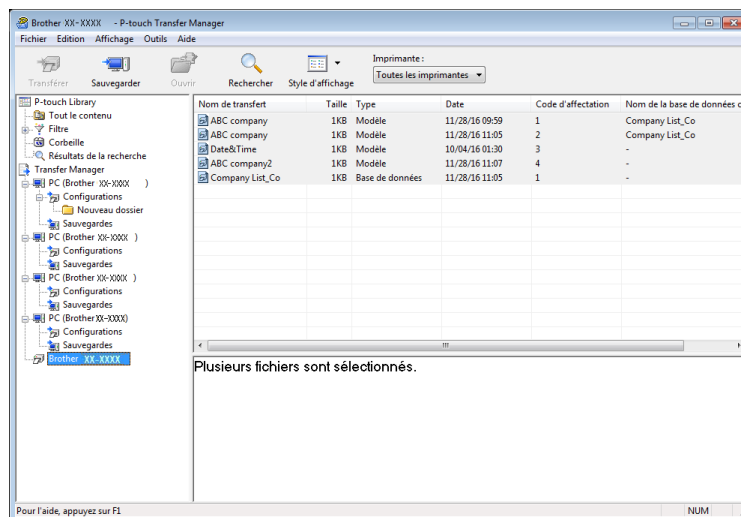 Brother XX-XXXX - P-touch Transfer Manager
Fichier Edition Affichage Outils Aide
Imprimante :
Transférer Sauvegarder Ouvrir Rechercher Style d'affichage Toutes les imprimantes
P-touch Library
Tout le contenu
Filtre
Corbeille
Résultats de la recherche
Transfer Manager
PC (Brother XX-XXXX )
Configurations
Nouveau dossier
Sauvegardes
PC (Brother XX-XXXX )
Configurations
Sauvegardes
PC (Brother XX-XXXX )
Configurations
Sauvegardes
PC (Brother XX-XXXX)
Configurations
Sauvegardes
Brother XX-XXXX
Nom de transfert Taille Type Date Code d'affectation Nom de la base de données
ABC company 1KB Modèle 11/28/16 09:59 1 Company List_Co
ABC company 1KB Modèle 11/28/16 11:05 2 Company List_Co
Date&Time 1KB Modèle 10/04/16 01:30 3 -
ABC company2 1KB Modèle 11/28/16 11:07 4 -
Company List_Co 1KB Base de données 11/28/16 11:05 1 -
Plusieurs fichiers sont sélectionnés.
Pour l'aide, appuyez sur F1 NUM